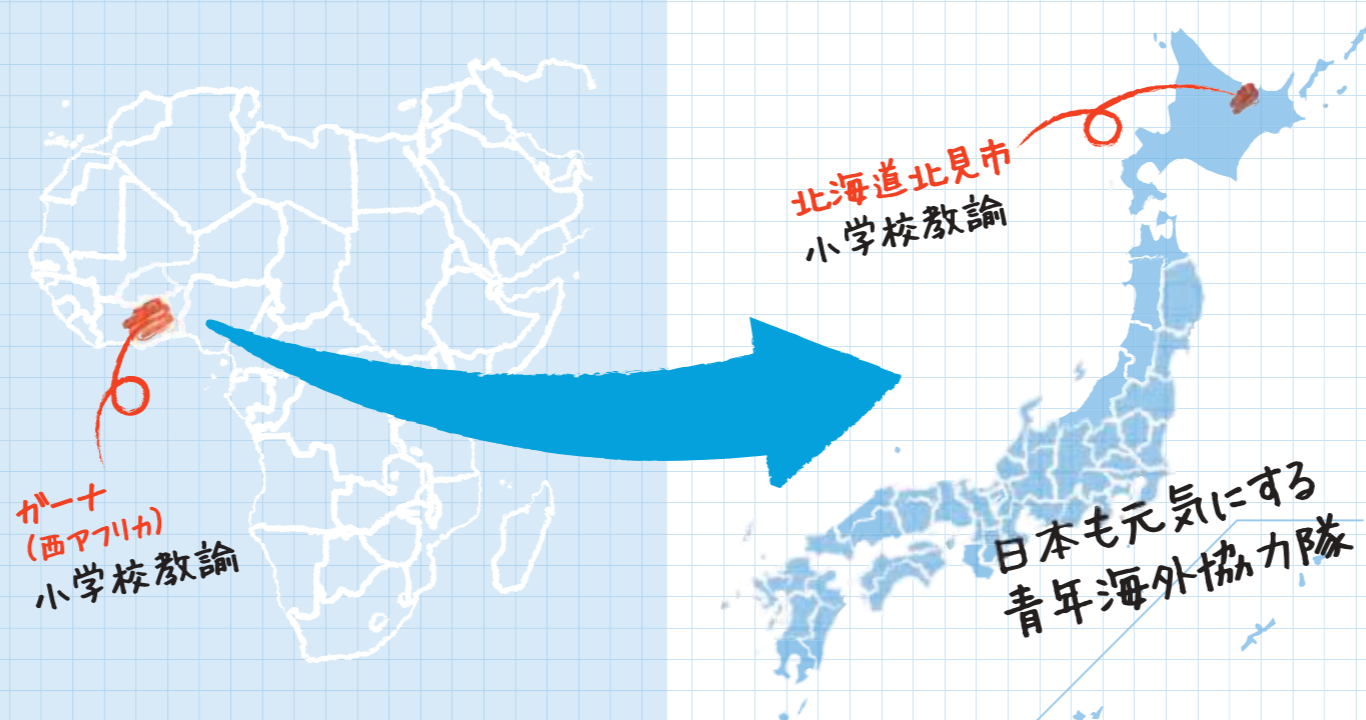 ガーナ
(西アフリカ)
小学校教諭
北海道北見市
小学校教諭
日本も元気にする
青年海外協力隊